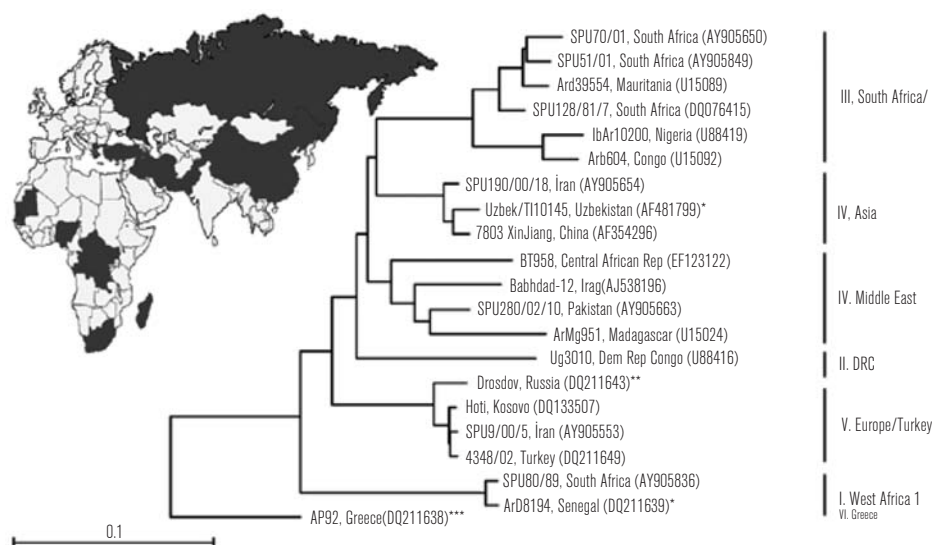 SPU70/01, South Africa (AY905650)
SPU51/01, South Africa (AY905849)
Ard39554, Mauritania (U15089)
SPU128/81/7, South Africa (DQ076415)
IbAr10200, Nigeria (U88419)
Arb604, Congo (U15092)
III, South Africa/
SPU190/00/18, İran (AY905654)
Uzbek/TI10145, Uzbekistan (AF481799)*
7803 XinJiang, China (AF354296)
IV, Asia
BT958, Central African Rep (EF123122)
Babhdad-12, Irag(AJ538196)
SPU280/02/10, Pakistan (AY905663)
ArMg951, Madagascar (U15024)
IV. Middle East
Ug3010, Dem Rep Congo (U88416)
II. DRC
Drosdov, Russia (DQ211643)**
Hoti, Kosovo (DQ133507)
SPU9/00/5, İran (AY905553)
4348/02, Turkey (DQ211649)
V. Europe/Turkey
SPU80/89, South Africa (AY905836)
ArD8194, Senegal (DQ211639)*
I. West Africa 1
AP92, Greece(DQ211638)***
VI. Greece
0.1